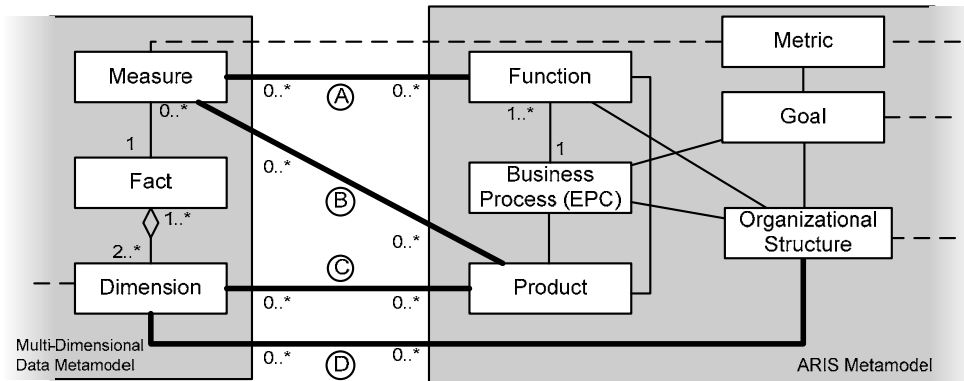 Metric
Measure
Function
0..*
0..*
0..*
A
1..*
Goal
1
0..*
1
Fact
Business
Process (EPC)
B
1..*
Organizational
Structure
0..*
2..*
C
Dimension
Product
0..*
0..*
Multi-Dimensional
Data Metamodel
0..*
0..*
D
ARIS Metamodel